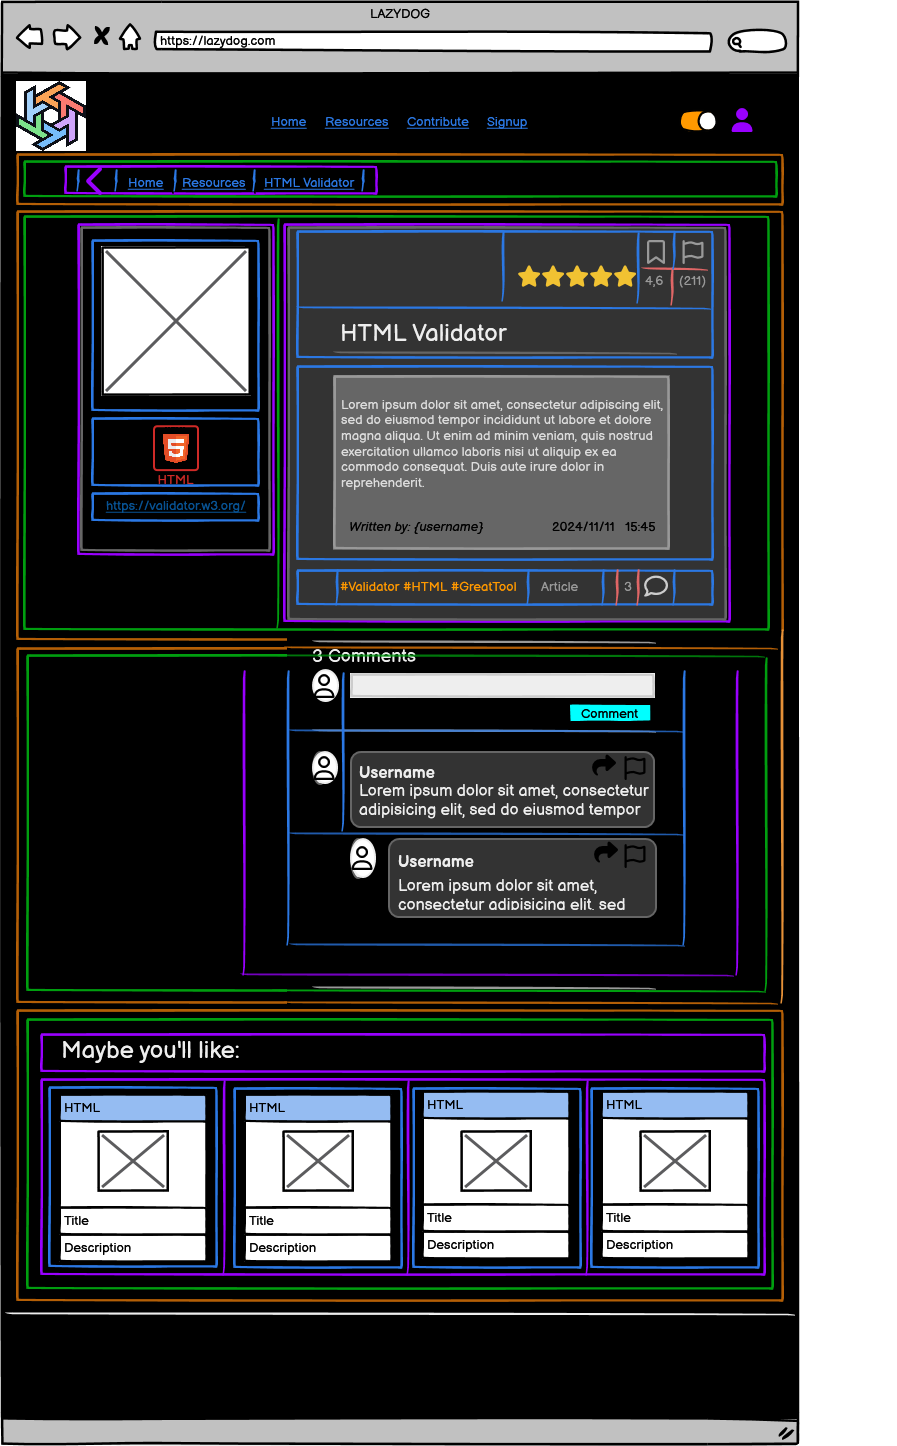 LAZYDOG
https://lazydog.com
Home Resources Contribute Signup
Home Resources HTML Validator
4,6 (211)
HTML Validator
Lorem ipsum dolor sit amet, consectetur adipiscing elit,
sed do eiusmod tempor incididunt ut labore et dolore
magna aliqua. Ut enim ad minim veniam, quis nostrud
exercitation ullamco laboris nisi ut aliquip ex ea
commodo consequat. Duis aute irure dolor in
reprehenderit.
Written by: {username} 2024/11/11 15:45
5
HTML
https://validator.w3.org/
#Validator #HTML #GreatTool Article 3
3 Comments
Comment
Username
Lorem ipsum dolor sit amet, consectetur
adipisicing elit, sed do eiusmod tempor
Username
Lorem ipsum dolor sit amet,
consectetur adipisicing elit, sed
Maybe you'll like:
HTML HTML HTML HTML
Title Title Title Title
Description Description Description Description